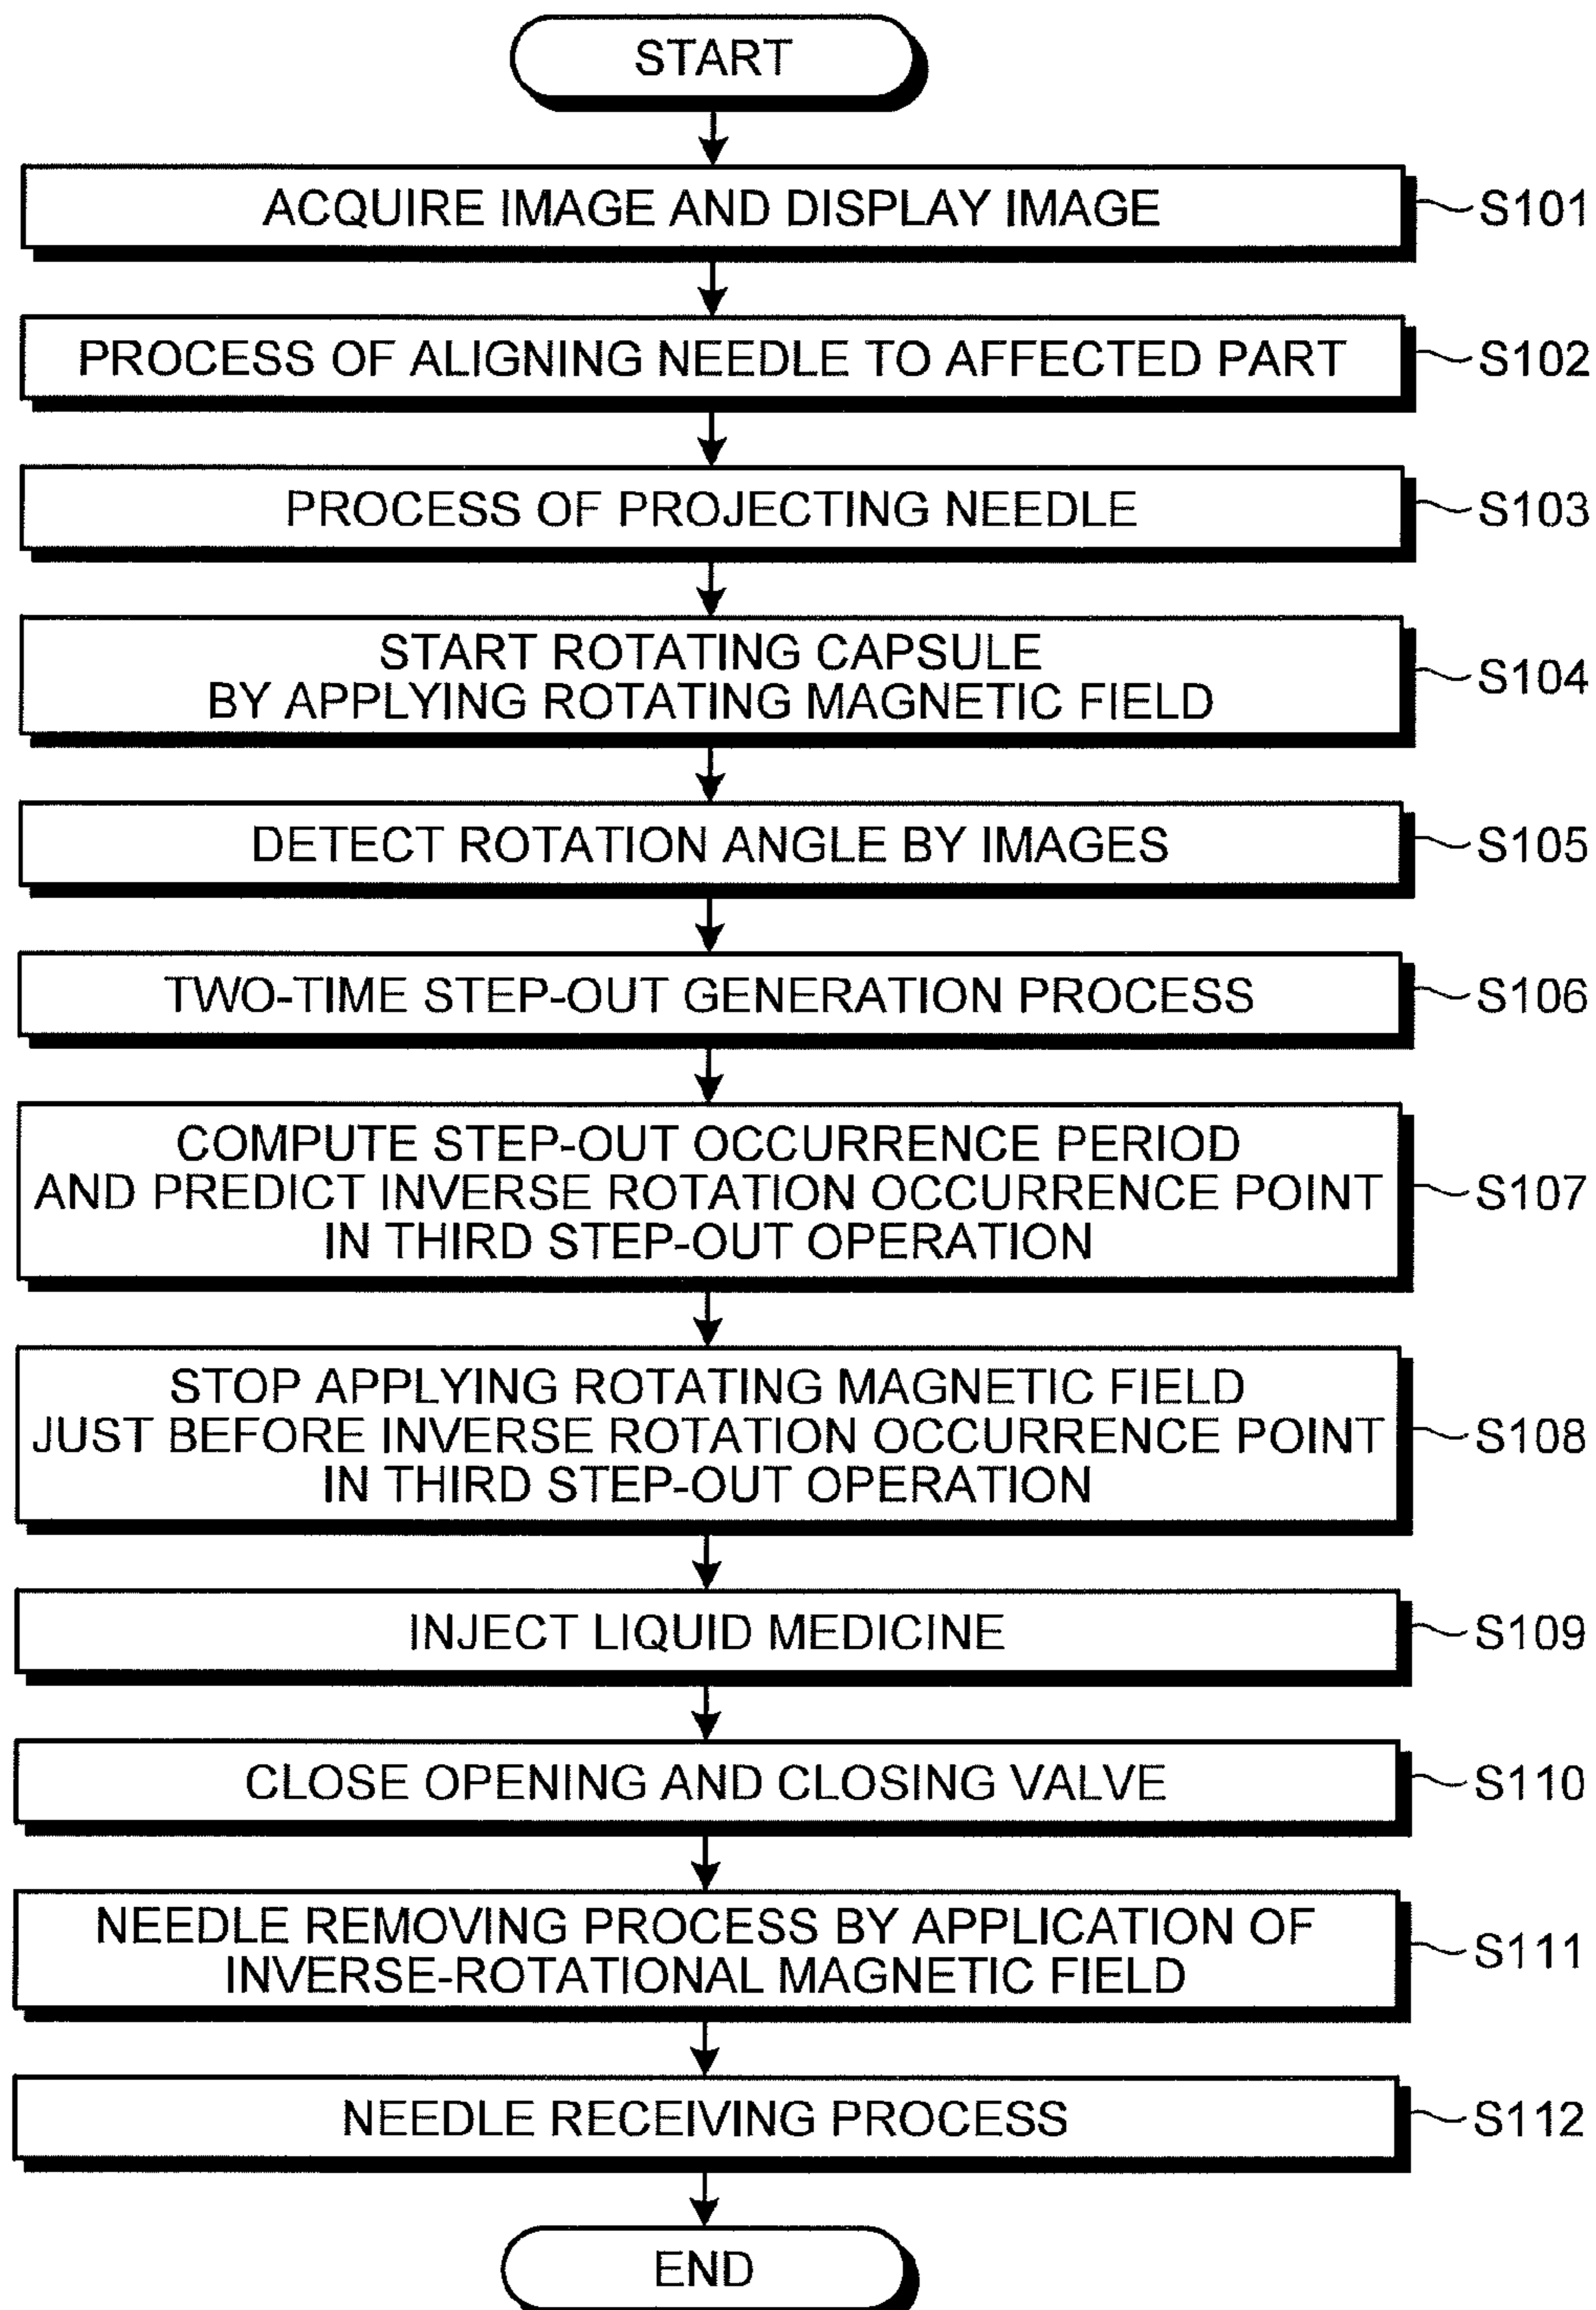 START
ACQUIRE IMAGE AND DISPLAY IMAGE
S101
PROCESS OF ALIGNING NEEDLE TO AFFECTED PART
S102
PROCESS OF PROJECTING NEEDLE
S103
START ROTATING CAPSULE
BY APPLYING ROTATING MAGNETIC FIELD
S104
DETECT ROTATION ANGLE BY IMAGES
S105
TWO-TIME STEP-OUT GENERATION PROCESS
S106
COMPUTE STEP-OUT OCCURRENCE PERIOD
AND PREDICT INVERSE ROTATION OCCURRENCE POINT
IN THIRD STEP-OUT OPERATION
S107
STOP APPLYING ROTATING MAGNETIC FIELD
JUST BEFORE INVERSE ROTATION OCCURRENCE POINT
IN THIRD STEP-OUT OPERATION
S108
INJECT LIQUID MEDICINE
S109
CLOSE OPENING AND CLOSING VALVE
S110
NEEDLE REMOVING PROCESS BY APPLICATION OF
INVERSE-ROTATIONAL MAGNETIC FIELD
S111
NEEDLE RECEIVING PROCESS
S112
END